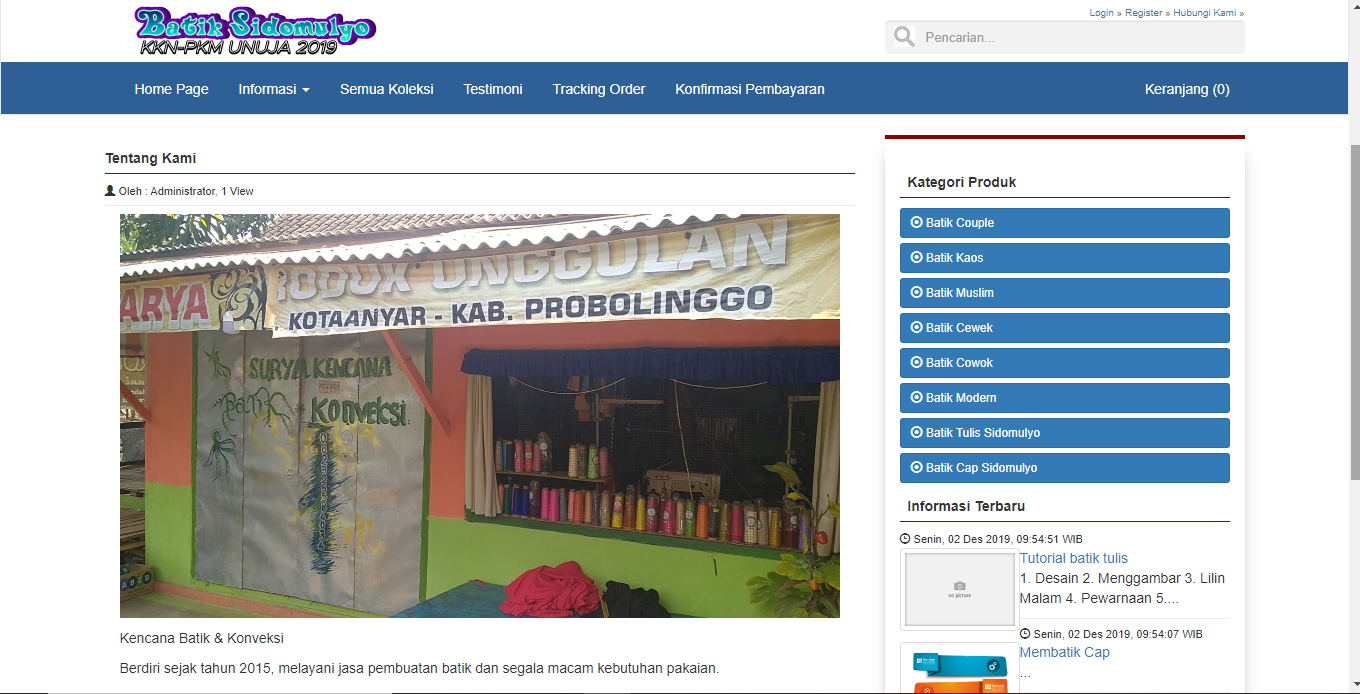 Batik Sidomulyo
KKN-PKM UNUJA 2019
Login » Register » Hubungi Kami »
Pencarian...
Home Page Informasi Semua Koleksi Testimoni Tracking Order Konfirmasi Pembayaran Keranjang (0)
Tentang Kami
Oleh : Administrator, 1 View
ARYA
UNGGULAN
KOTAANYAR - KAB. PROBOLINGGO
SURYA KENCANA
Batik
Konveksi
Kencana Batik & Konveksi
Berdiri sejak tahun 2015, melayani jasa pembuatan batik dan segala macam kebutuhan pakaian.
Kategori Produk
Batik Couple
Batik Kaos
Batik Muslim
Batik Cewek
Batik Cowok
Batik Modern
Batik Tulis Sidomulyo
Batik Cap Sidomulyo
Informasi Terbaru
Senin, 02 Des 2019, 09:54:51 WIB
no picture
Tutorial batik tulis
1. Desain 2. Menggambar 3. Lilin
Malam 4. Pewarnaan 5....
Senin, 02 Des 2019, 09:54:07 WIB
Membatik Cap
...
01
02